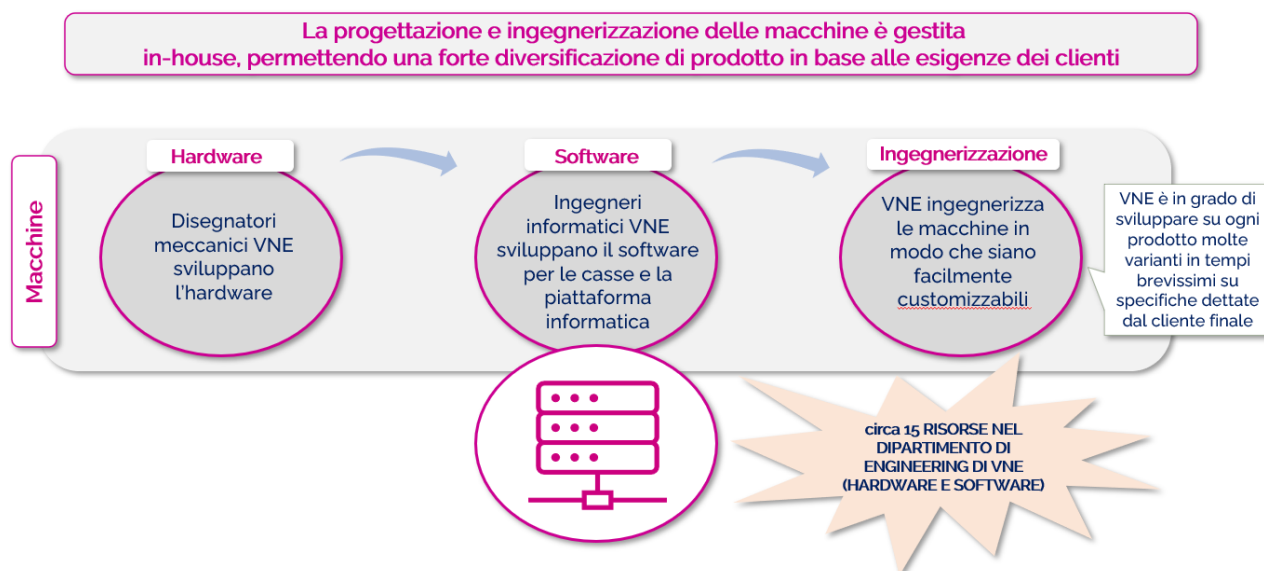 La progettazione e ingegnerizzazione delle macchine è gestita
in-house, permettendo una forte diversificazione di prodotto in base alle esigenze dei clienti
Macchine
Hardware
Disegnatori
meccanici VNE
sviluppano
l'hardware
Software
Ingegneri
informatici VNE
sviluppano il software
per le casse e la
piattaforma
informatica
Ingegnerizzazione
VNE ingegnerizza
le macchine in
modo che siano
facilmente
customizzabili
VNE è in grado di
sviluppare su ogni
prodotto molte
varianti in tempi
brevissimi su
specifiche dettate
dal cliente finale
circa 15 RISORSE NEL
DIPARTIMENTO DI
ENGINEERING DI VNE
(HARDWARE E SOFTWARE)